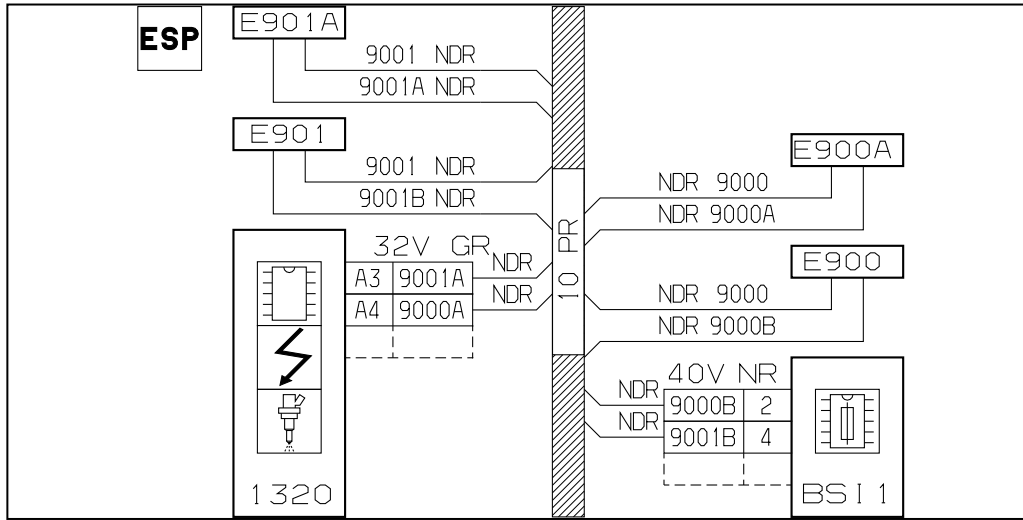 ESP
E901A
9001 NDR
9001A NDR
E901
9001 NDR
9001B NDR
E900A
NDR 9000
NDR 9000A
10 PR
32V GR
NDR
A3 9001A
NDR
A4 9000A
E900
NDR 9000
NDR 9000B
40V NR
NDR
9000B 2
NDR
9001B 4
1320
BSI1